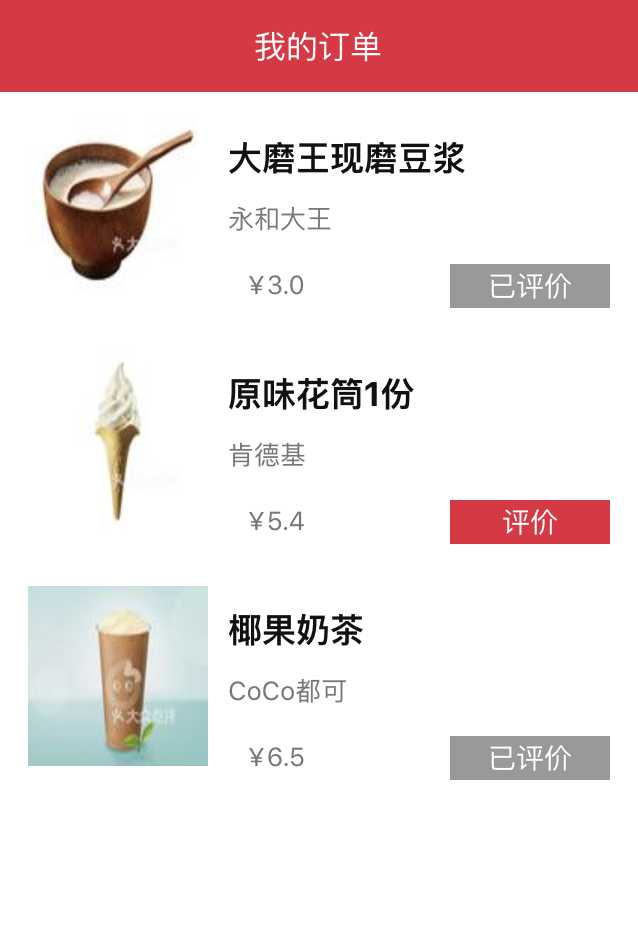 我的订单
大磨王现磨豆浆
永和大王
￥3.0
已评价
原味花筒1份
肯德基
￥5.4
评价
椰果奶茶
CoCo都可
￥6.5
已评价